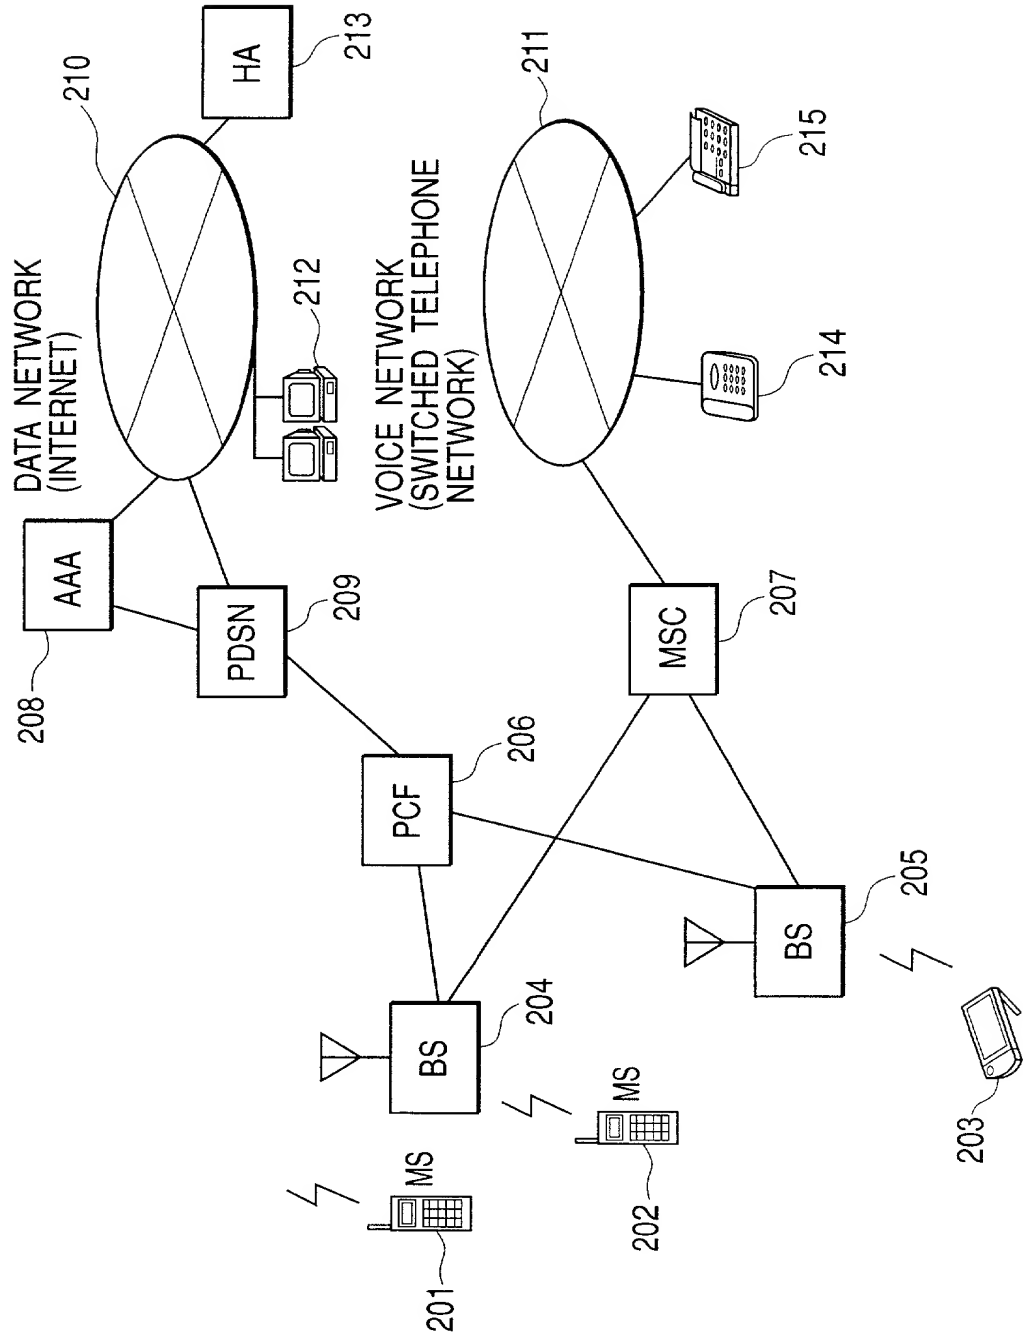 DATA NETWORK
(INTERNET)
210
HA
213
AAA
208
PDSN
209
212
VOICE NETWORK
(SWITCHED TELEPHONE
NETWORK)
211
215
214
PCF
206
MSC
207
BS
204
BS
205
MS
201
MS
202
203